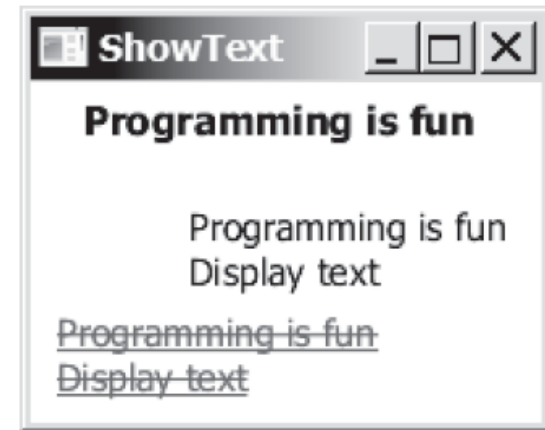 ShowText
Programming is fun
Programming is fun
Display text
Programming is fun
Display text